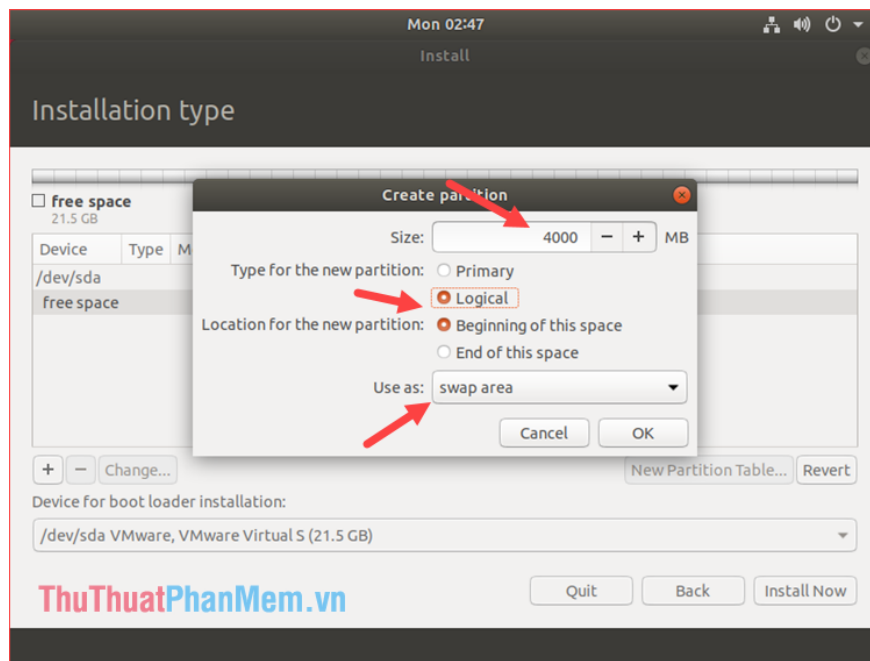 Mon 02:47
Install
Installation type
free space
21.5 GB
Create partition
Size: 4000 − + MB
Type for the new partition: Primary
Logical
Location for the new partition: Beginning of this space
End of this space
Use as: swap area
Cancel OK
Device Type M
/dev/sda
free space
+ − Change... New Partition Table... Revert
Device for boot loader installation:
/dev/sda VMware, VMware Virtual S (21.5 GB)
ThuThuatPhanMem.vn
Quit Back Install Now